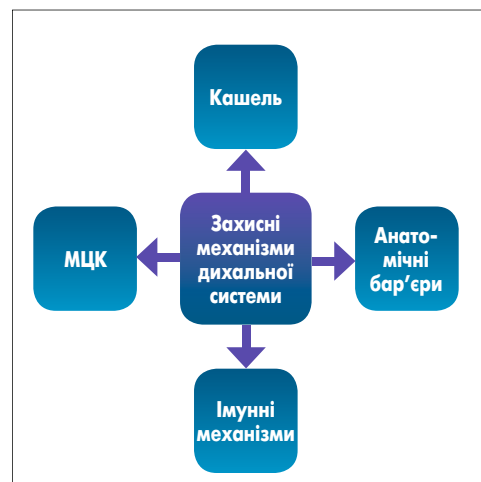 Кашель
МЦК
Захисні
механізми
дихальної
системи
Анато-
мічні
бар’єри
Імунні
механізми